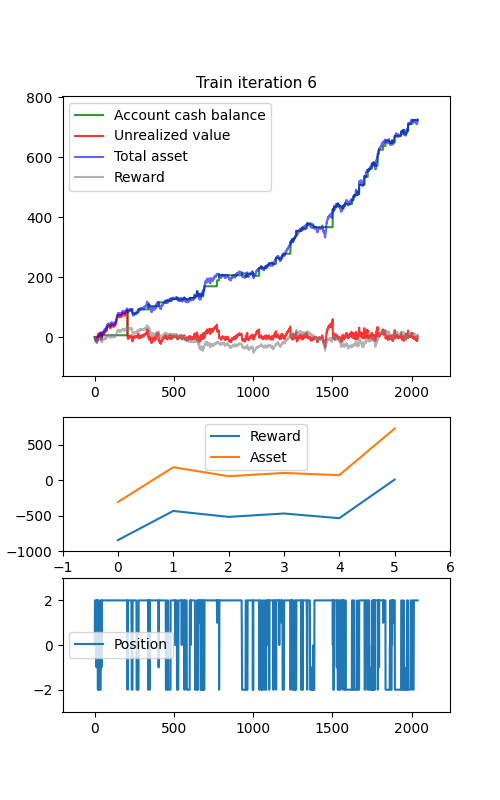 Train iteration 6
800
600
400
200
0
Account cash balance
Unrealized value
Total asset
Reward
0 500 1000 1500 2000
500
0
−500
−1000
Reward
Asset
−1 0 1 2 3 4 5 6
2
0
−2
Position
0 500 1000 1500 2000